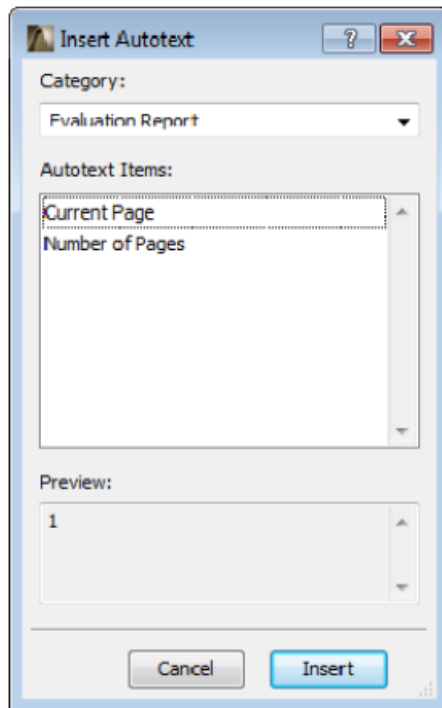 Insert Autotext
Category:
Evaluation Report
Autotext Items:
Current Page
Number of Pages
Preview:
1
Cancel
Insert